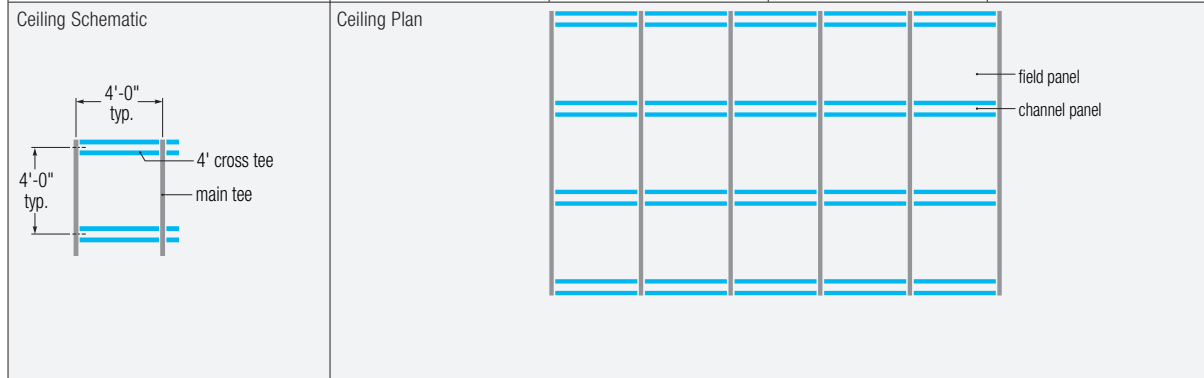 Ceiling Schematic
4'-0"
typ.
4' cross tee
4'-0"
typ.
main tee
Ceiling Plan
field panel
channel panel